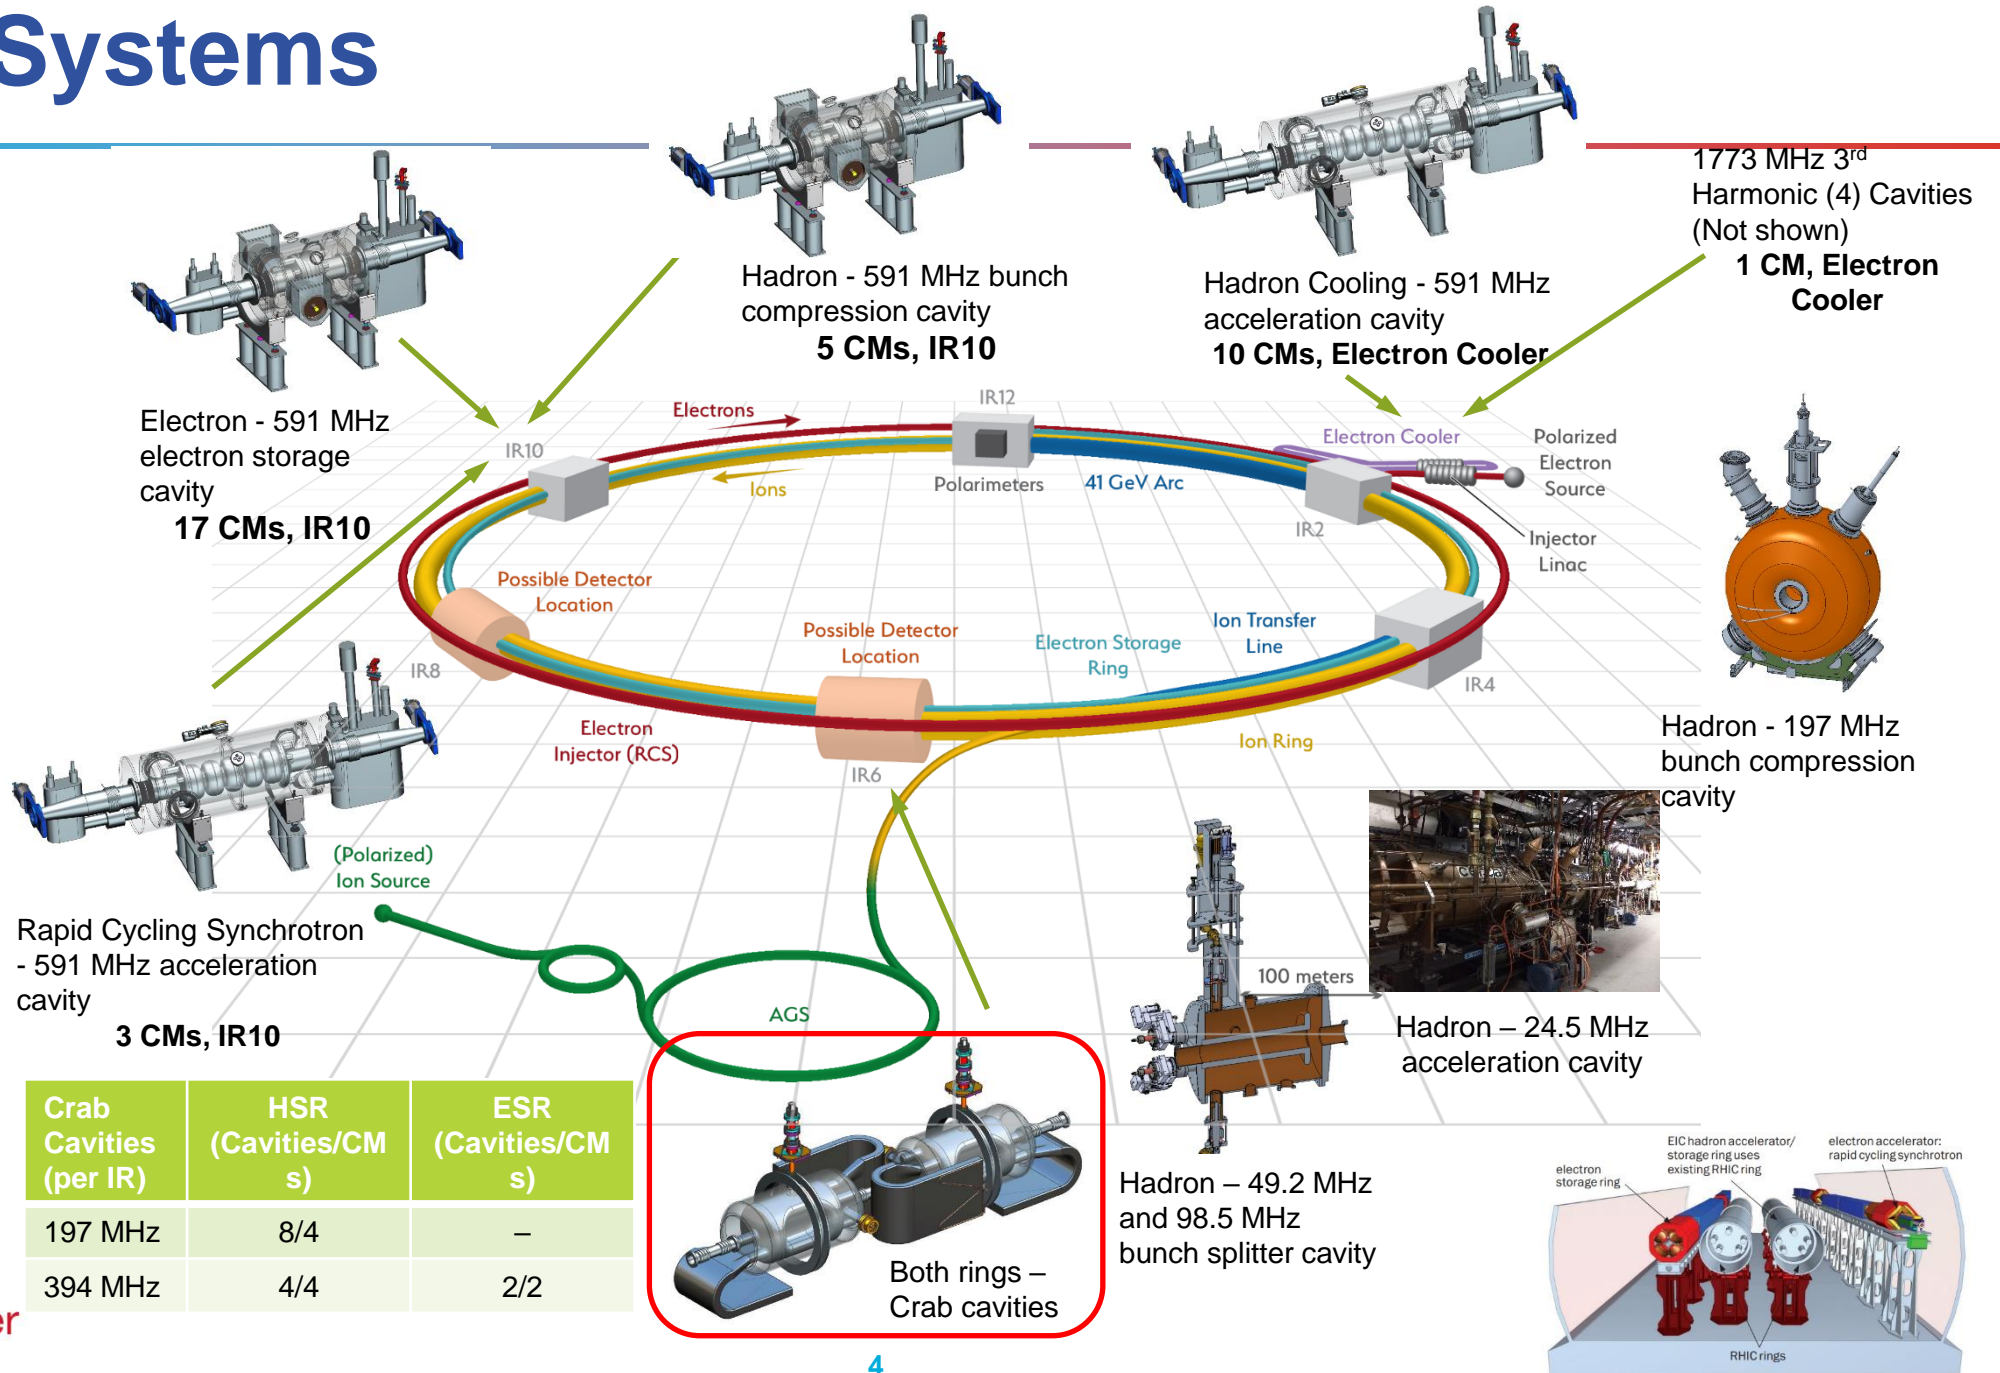 Systems
1773 MHz 3rd
Harmonic (4) Cavities
(Not shown)
1 CM, Electron
Cooler
Hadron - 591 MHz bunch
compression cavity
5 CMs, IR10
Hadron Cooling - 591 MHz
acceleration cavity
10 CMs, Electron Cooler
Electron - 591 MHz
electron storage
cavity
17 CMs, IR10
IR10
Electrons
Ions
IR12
Polarimeters
41 GeV Arc
Electron Cooler
Polarized
Electron
Source
IR2
Injector
Linac
Possible Detector
Location
IR8
Possible Detector
Location
IR6
Electron Storage
Ring
Ion Transfer
Line
IR4
Ion Ring
Electron
Injector (RCS)
Hadron - 197 MHz
bunch compression
cavity
(Polarized)
Ion Source
Rapid Cycling Synchrotron
- 591 MHz acceleration
cavity
3 CMs, IR10
AGS
100 meters
Hadron – 24.5 MHz
acceleration cavity
Crab
Cavities
(per IR)
HSR
(Cavities/CM
s)
ESR
(Cavities/CM
s)
197 MHz
8/4
–
394 MHz
4/4
2/2
Both rings –
Crab cavities
Hadron – 49.2 MHz
and 98.5 MHz
bunch splitter cavity
electron
storage ring
EIC hadron accelerator/
storage ring uses
existing RHIC ring
electron accelerator:
rapid cycling synchrotron
RHIC rings
er
4